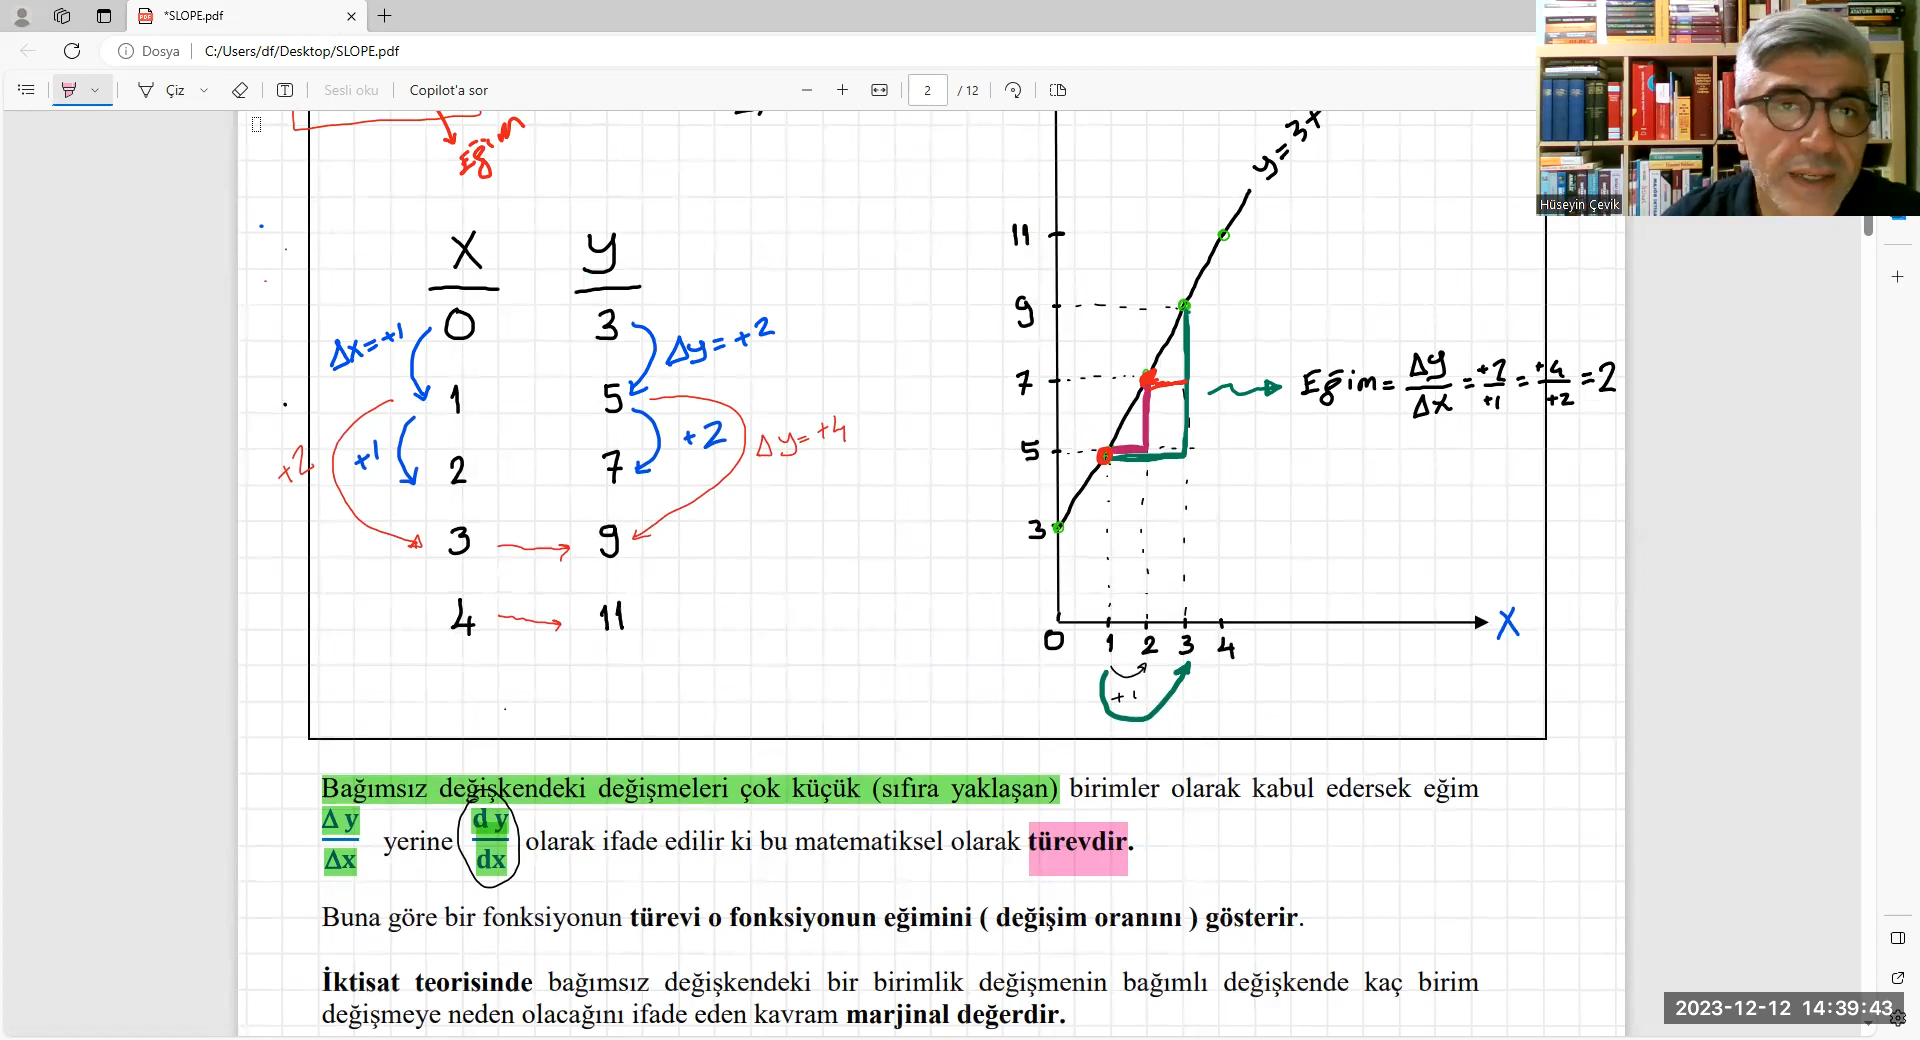 *SLOPE.pdf
Dosya
C:/Users/df/Desktop/SLOPE.pdf
Çiz
Sesli oku
Copilot'a sor
2 / 12
Hüseyin Çevik
Eğim
y = 3+
x y
0 3
1 5
2 7
3 9
4 11
Δx = +1
Δy = +2
+1
+2
+2
Δy = +4
11
9
7
5
3
0 1 2 3 4
X
+1
Eğim = Δy/Δx = +2/+1 = +4/+2 = 2
Bağımsız değişkendeki değişmeleri çok küçük (sıfıra yaklaşan) birimler olarak kabul edersek eğim
Δy/Δx yerine dy/dx olarak ifade edilir ki bu matematiksel olarak türevdir.
Buna göre bir fonksiyonun türevi o fonksiyonun eğimini ( değişim oranını ) gösterir.
İktisat teorisinde bağımsız değişkendeki bir birimlik değişmenin bağımlı değişkende kaç birim
değişmeye neden olacağını ifade eden kavram marjinal değerdir.
2023-12-12 14:39:43